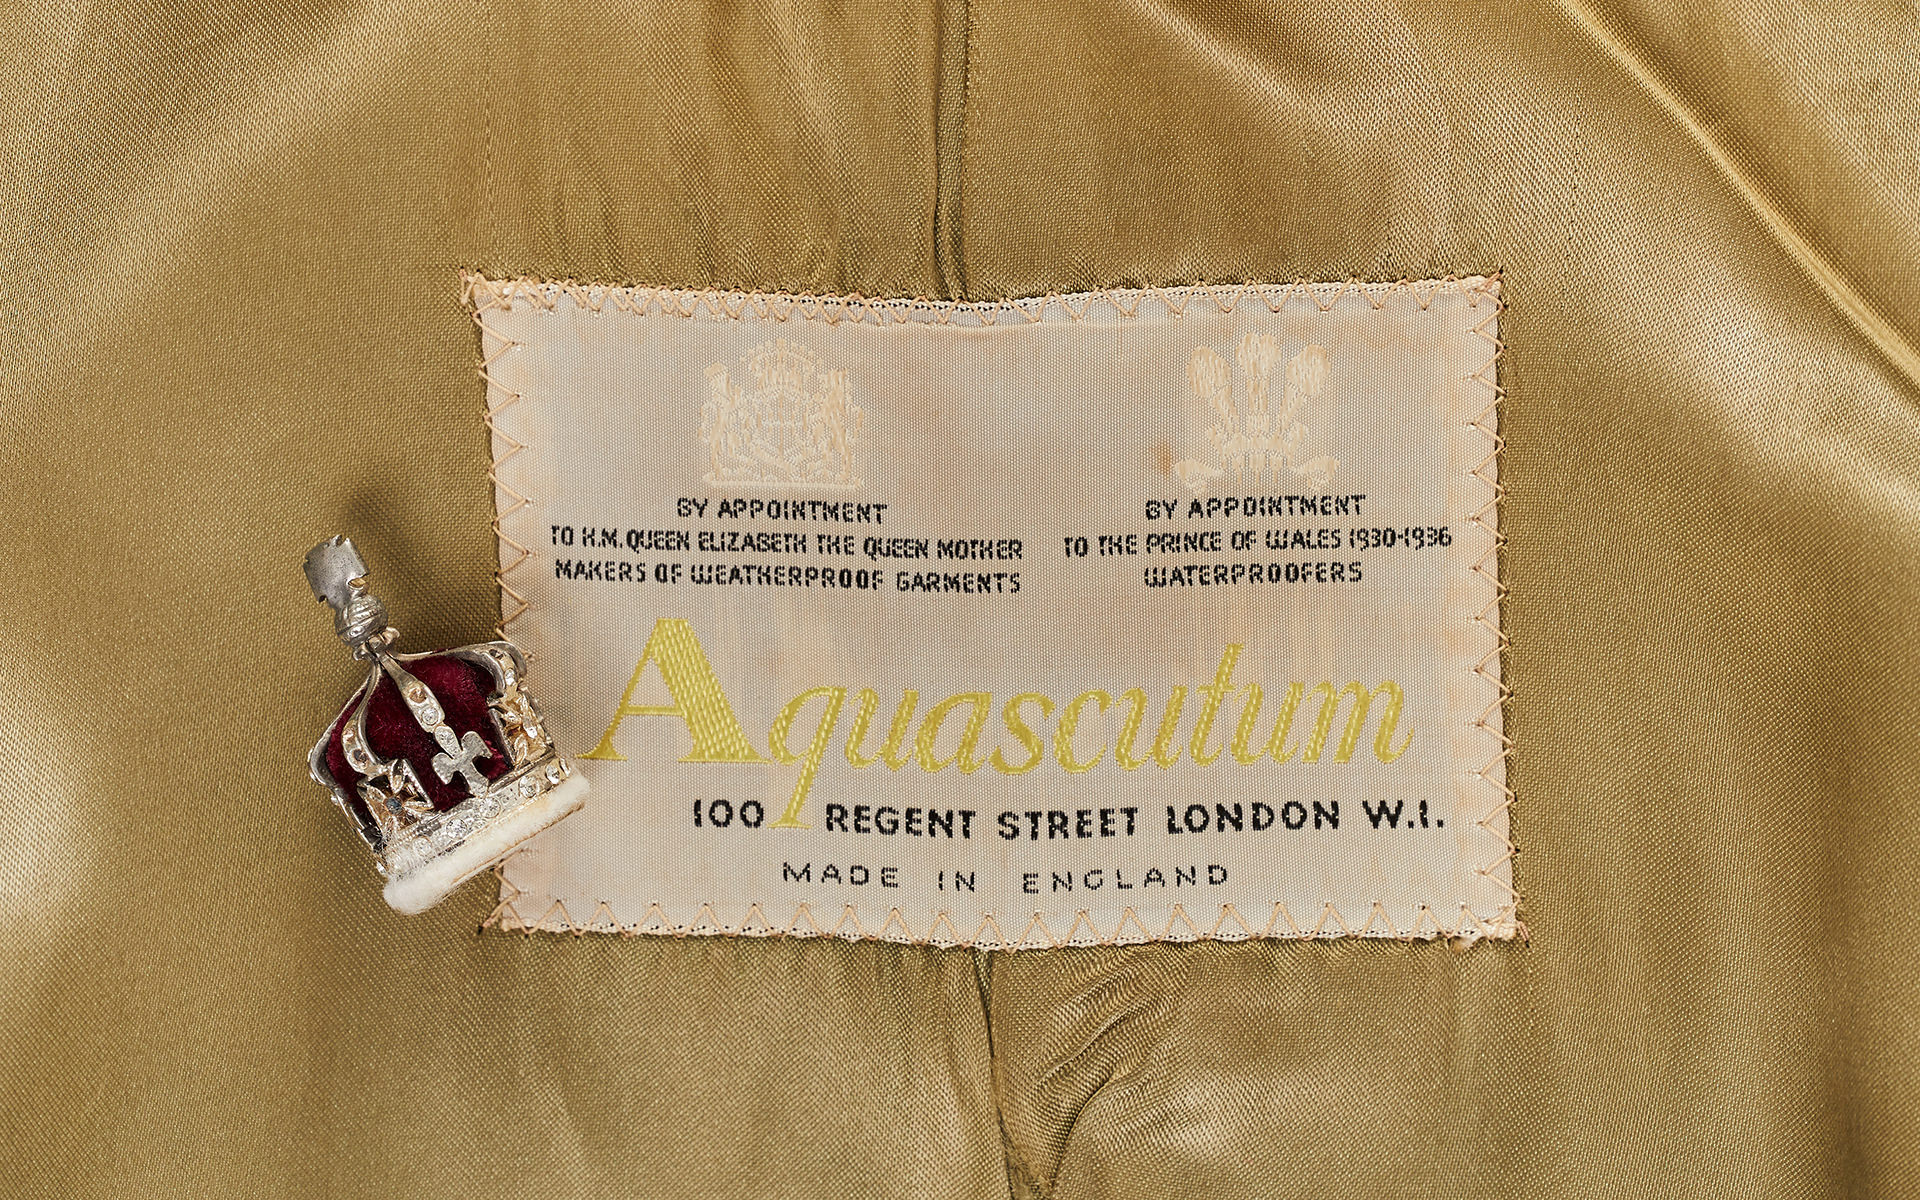 BY APPOINTMENT
TO H.M. QUEEN ELIZABETH THE QUEEN MOTHER
MAKERS OF WEATHERPROOF GARMENTS
BY APPOINTMENT
TO THE PRINCE OF WALES 1930-1936
WATERPROOFERS
Aquascutum
100 REGENT STREET LONDON W.1.
MADE IN ENGLAND